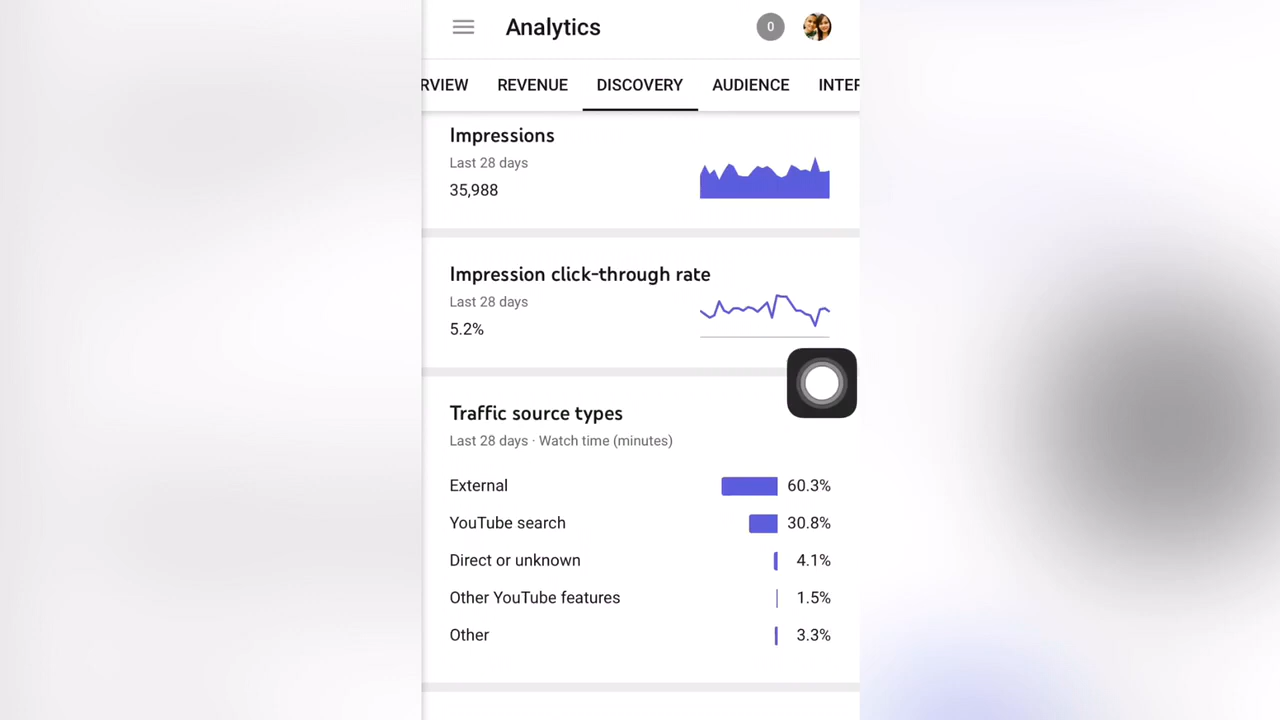 Analytics
0
RVIEW REVENUE DISCOVERY AUDIENCE INTER
Impressions
Last 28 days
35,988
Impression click-through rate
Last 28 days
5.2%
Traffic source types
Last 28 days · Watch time (minutes)
External 60.3%
YouTube search 30.8%
Direct or unknown 4.1%
Other YouTube features 1.5%
Other 3.3%